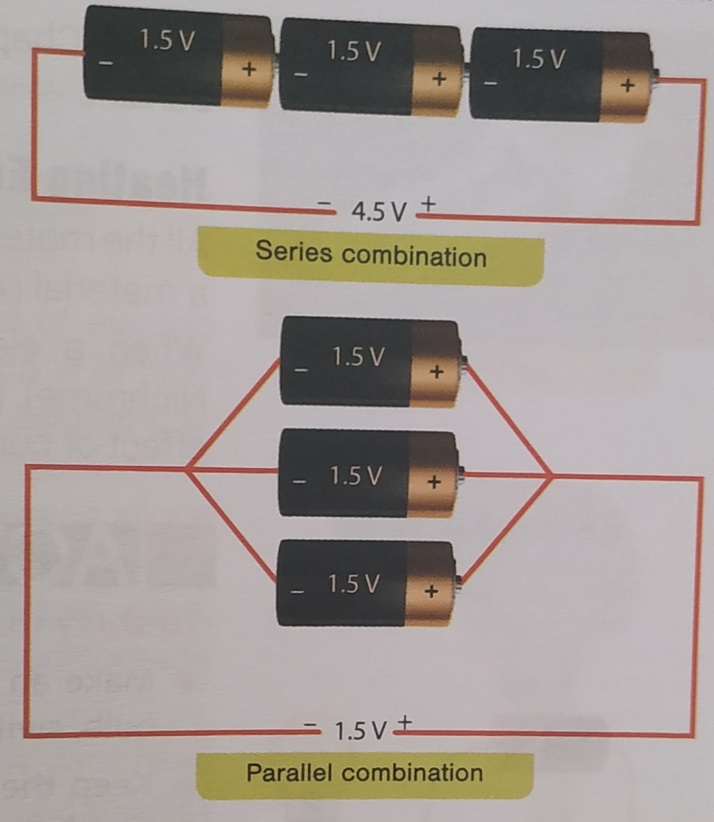 1.5 V
1.5 V
1.5 V
– + – + – +
– 4.5 V +
Series combination
– 1.5 V +
– 1.5 V +
– 1.5 V +
– 1.5 V +
Parallel combination